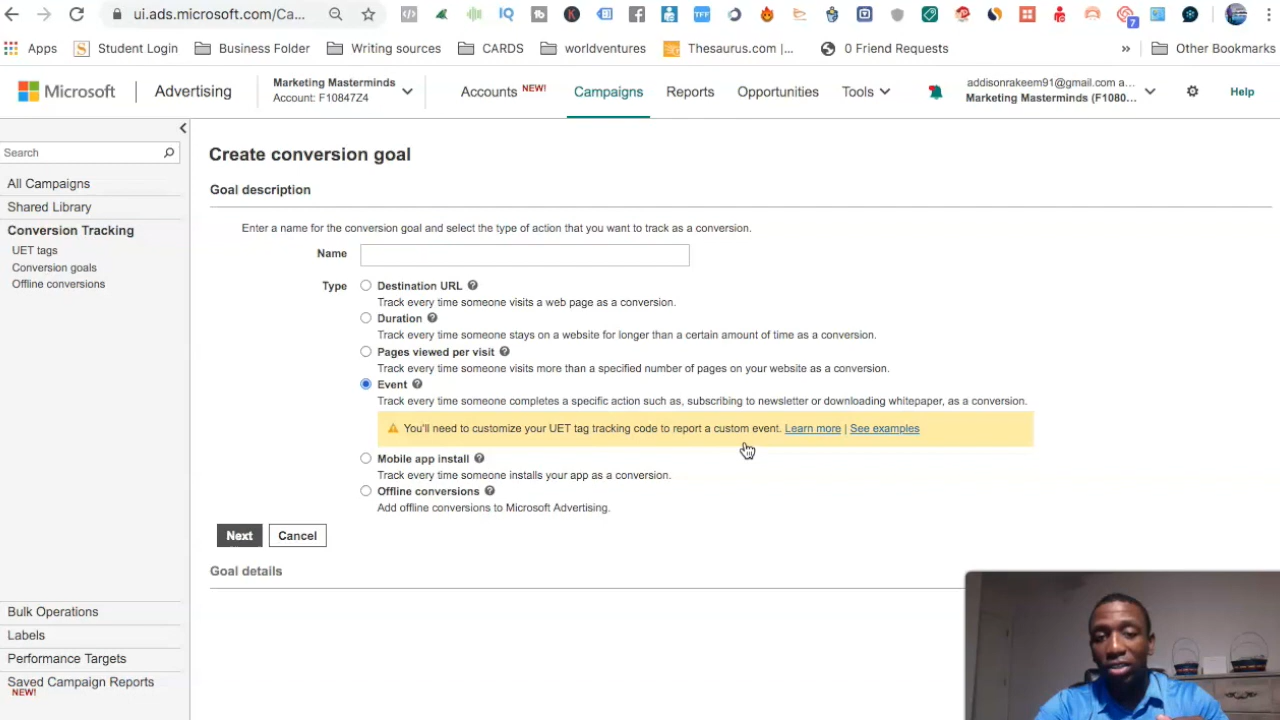 ui.ads.microsoft.com/Ca...
7
Apps
Student Login
Business Folder
Writing sources
CARDS
worldventures
Thesaurus.com |...
0 Friend Requests
»
Other Bookmarks
Microsoft
Advertising
Marketing Masterminds
Account: F10847Z4
Accounts NEW!
Campaigns
Reports
Opportunities
Tools
addisonrakeem91@gmail.com a...
Marketing Masterminds (F1080...
Help
Search
All Campaigns
Shared Library
Conversion Tracking
UET tags
Conversion goals
Offline conversions
Bulk Operations
Labels
Performance Targets
Saved Campaign Reports
NEW!
Create conversion goal
Goal description
Enter a name for the conversion goal and select the type of action that you want to track as a conversion.
Name
Type
Destination URL
Track every time someone visits a web page as a conversion.
Duration
Track every time someone stays on a website for longer than a certain amount of time as a conversion.
Pages viewed per visit
Track every time someone visits more than a specified number of pages on your website as a conversion.
Event
Track every time someone completes a specific action such as, subscribing to newsletter or downloading whitepaper, as a conversion.
You'll need to customize your UET tag tracking code to report a custom event. Learn more | See examples
Mobile app install
Track every time someone installs your app as a conversion.
Offline conversions
Add offline conversions to Microsoft Advertising.
Next
Cancel
Goal details